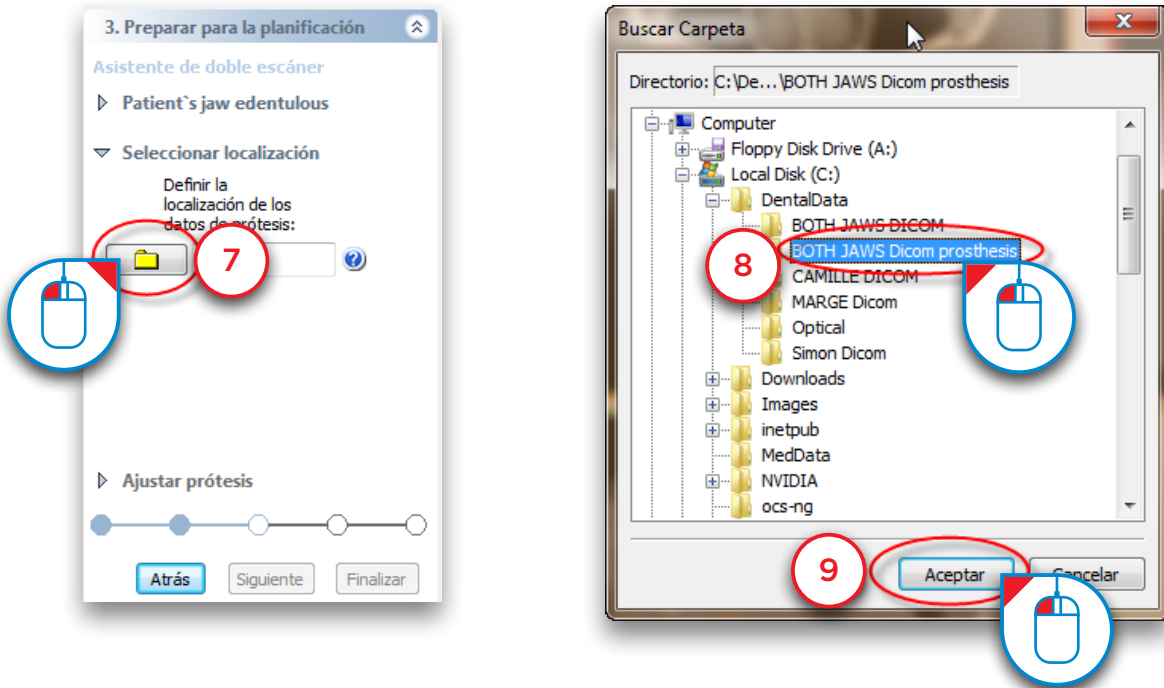 3. Preparar para la planificación
Asistente de doble escáner
Patient`s jaw edentulous
Seleccionar localización
Definir la
localización de los
datos de prótesis:
7
Ajustar prótesis
Atrás
Siguiente
Finalizar
Buscar Carpeta
Directorio: C:\De...\BOTH JAWS Dicom prosthesis
Computer
Floppy Disk Drive (A:)
Local Disk (C:)
DentalData
BOTH JAWS DICOM
8
BOTH JAWS Dicom prosthesis
CAMILLE DICOM
MARGE Dicom
Optical
Simon Dicom
Downloads
Images
inetpub
MedData
NVIDIA
ocs-ng
9
Aceptar
Cancelar